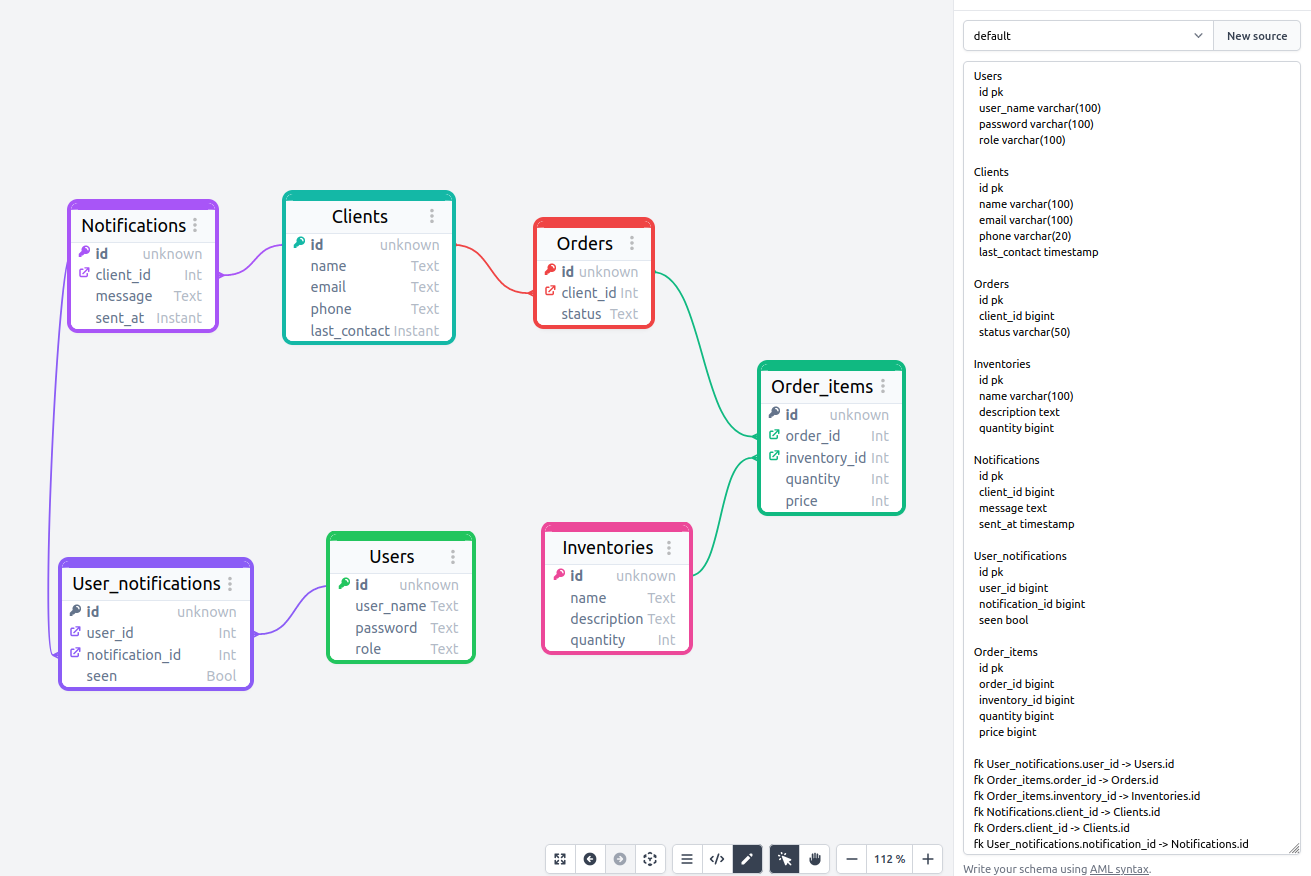 Notifications
id unknown
client_id Int
message Text
sent_at Instant
Clients
id unknown
name Text
email Text
phone Text
last_contact Instant
Orders
id unknown
client_id Int
status Text
Order_items
id unknown
order_id Int
inventory_id Int
quantity Int
price Int
User_notifications
id unknown
user_id Int
notification_id Int
seen Bool
Users
id unknown
user_name Text
password Text
role Text
Inventories
id unknown
name Text
description Text
quantity Int
112 %
default
New source
Users
id pk
user_name varchar(100)
password varchar(100)
role varchar(100)
Clients
id pk
name varchar(100)
email varchar(100)
phone varchar(20)
last_contact timestamp
Orders
id pk
client_id bigint
status varchar(50)
Inventories
id pk
name varchar(100)
description text
quantity bigint
Notifications
id pk
client_id bigint
message text
sent_at timestamp
User_notifications
id pk
user_id bigint
notification_id bigint
seen bool
Order_items
id pk
order_id bigint
inventory_id bigint
quantity bigint
price bigint
fk User_notifications.user_id -> Users.id
fk Order_items.order_id -> Orders.id
fk Order_items.inventory_id -> Inventories.id
fk Notifications.client_id -> Clients.id
fk Orders.client_id -> Clients.id
fk User_notifications.notification_id -> Notifications.id
Write your schema using AML syntax.